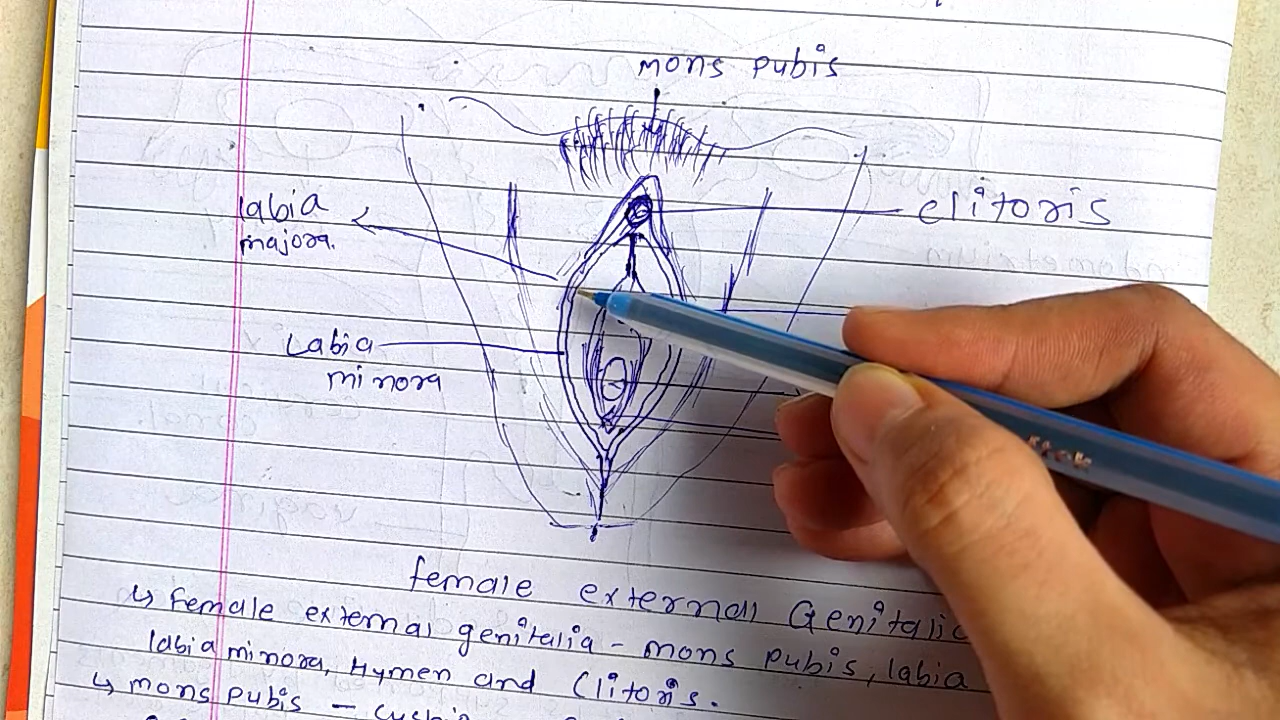 mons pubis
clitoris
labia
majora.
Labia
minora
female external Genitalia
↳ Female external genitalia - mons pubis, labia
labia minora, Hymen and Clitoris.
↳ mons pubis -